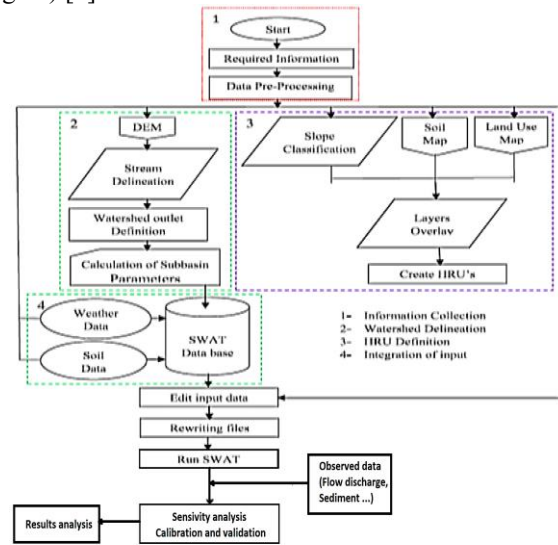 1
Start
Required Information
Data Pre-Processing
2
DEM
Stream
Delineation
Watershed outlet
Definition
Calculation of Subbasin
Parameters
3
Slope
Classification
Soil
Map
Land Use
Map
Layers
Overlay
Create HRU's
4
Weather
Data
Soil
Data
SWAT
Data base
1- Information Collection
2- Watershed Delineation
3- HRU Definition
4- Integration of input
Edit input data
Rewriting files
Run SWAT
Observed data
(Flow discharge,
Sediment ...)
Sensivity analysis
Calibration and validation
Results analysis